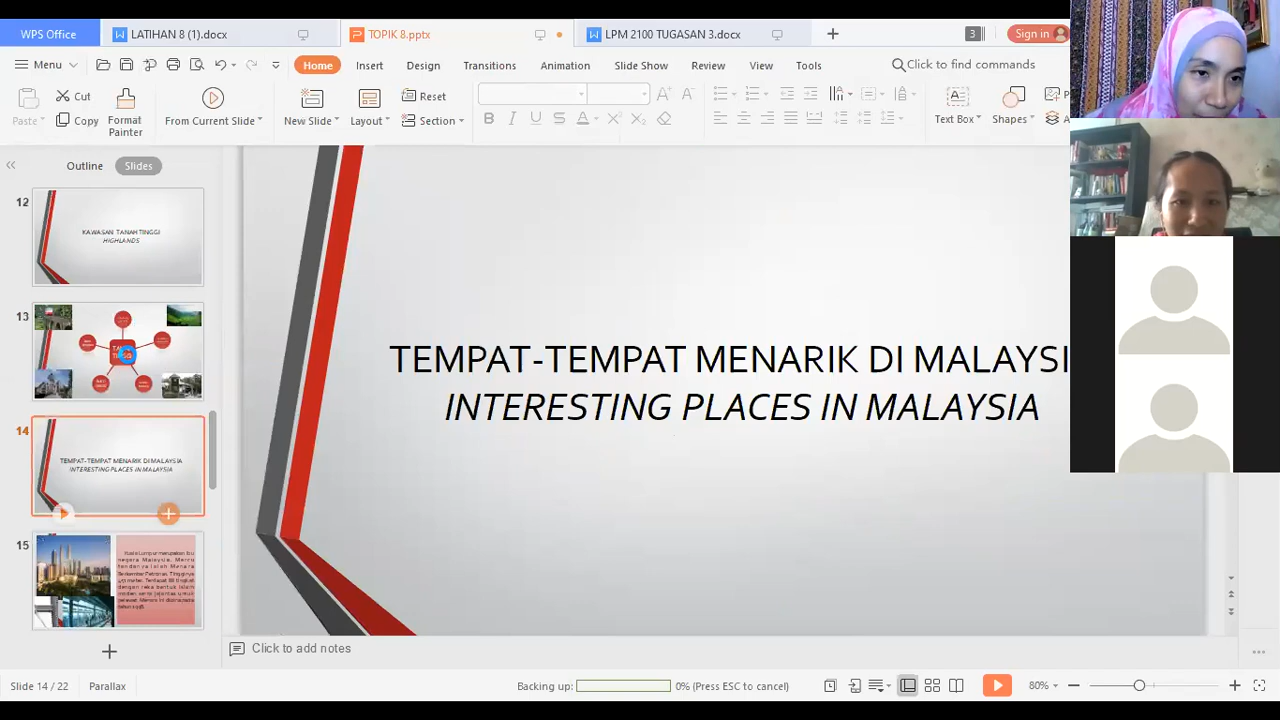 WPS Office
LATIHAN 8 (1).docx
TOPIK 8.pptx
LPM 2100 TUGASAN 3.docx
3
Sign in
Menu
Home
Insert
Design
Transitions
Animation
Slide Show
Review
View
Tools
Click to find commands
Cut
Format
Painter
From Current Slide
New Slide
Layout
Reset
Section
B I U S A
Text Box
Shapes
Outline
Slides
12
KAWASAN TANAH TINGGI
HIGHLANDS
13
14
TEMPAT-TEMPAT MENARIK DI MALAYSIA
INTERESTING PLACES IN MALAYSIA
15
TEMPAT-TEMPAT MENARIK DI MALAYSI
INTERESTING PLACES IN MALAYSIA
Click to add notes
Slide 14 / 22
Parallax
Backing up:
0% (Press ESC to cancel)
80%